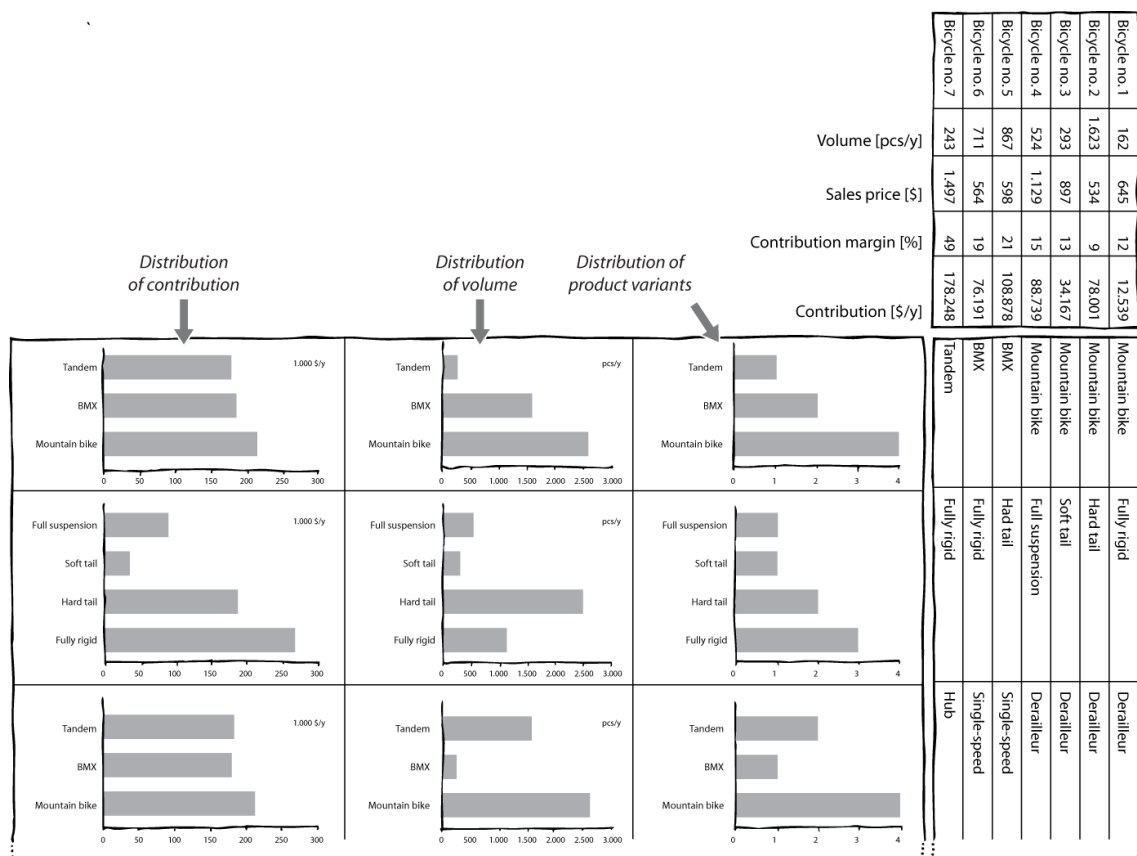 Bicycle no.1
Bicycle no.2
Bicycle no.3
Bicycle no.4
Bicycle no.5
Bicycle no.6
Bicycle no.7
Volume [pcs/y]
162
1.623
293
524
867
711
243
Sales price [$]
645
534
897
1.129
598
564
1.497
Contribution margin [%]
12
9
13
15
21
19
49
Contribution [$/y]
12.539
78.001
34.167
88.739
108.878
76.191
178.248
Mountain bike
Mountain bike
Mountain bike
Mountain bike
BMX
BMX
Tandem
Fully rigid
Hard tail
Soft tail
Full suspension
Had tail
Fully rigid
Fully rigid
Derailleur
Derailleur
Derailleur
Derailleur
Single-speed
Single-speed
Hub
Distribution
of contribution
Distribution
of volume
Distribution of
product variants
1.000 $/y
Tandem
BMX
Mountain bike
0 50 100 150 200 250 300
pcs/y
Tandem
BMX
Mountain bike
0 500 1.000 1.500 2.000 2.500 3.000
Tandem
BMX
Mountain bike
0 1 2 3 4
1.000 $/y
Full suspension
Soft tail
Hard tail
Fully rigid
0 50 100 150 200 250 300
pcs/y
Full suspension
Soft tail
Hard tail
Fully rigid
0 500 1.000 1.500 2.000 2.500 3.000
Full suspension
Soft tail
Hard tail
Fully rigid
0 1 2 3 4
1.000 $/y
Tandem
BMX
Mountain bike
0 50 100 150 200 250 300
pcs/y
Tandem
BMX
Mountain bike
0 500 1.000 1.500 2.000 2.500 3.000
Tandem
BMX
Mountain bike
0 1 2 3 4